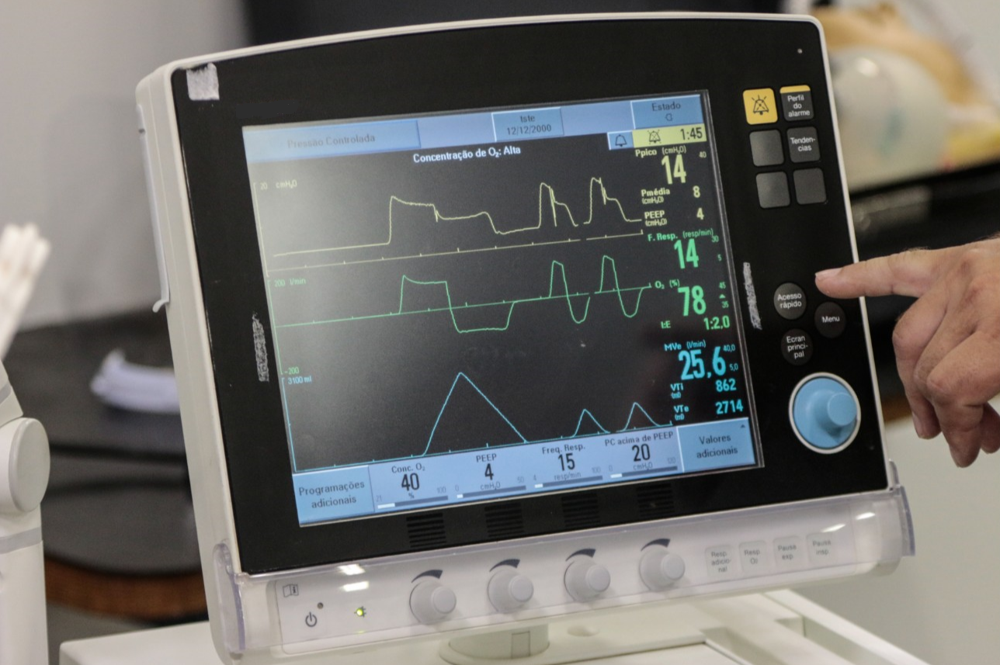 Pressão Controlada
tste
12/12/2000
Estado
Concentração de O₂: Alta
1:45
30 cmH₂O
Ppico (cmH₂O)
14
40
Pmédia
(cmH₂O)
8
PEEP
(cmH₂O)
4
F. Resp. (resp/min)
14
30
5
200 l/min
-200
O₂ (%)
78
45
35
I:E 1:2.0
3100 ml
MVe (l/min)
25,6
40,0
5,0
VTi
(ml)
862
VTe
(ml)
2714
Programações
adicionais
Conc. O₂
40
%
21 100
PEEP
4
cmH₂O
0 50
Freq. Resp.
15
resp/min
4 100
PC acima de PEEP
20
cmH₂O
0 100
Valores
adicionais
Perfil
do
alarme
Tenden-
cias
Acesso
rápido
Menu
Ecran
princi-
pal
Resp.
adicio-
nal
Resp.
O₂
Pausa
esp.
Pausa
insp.